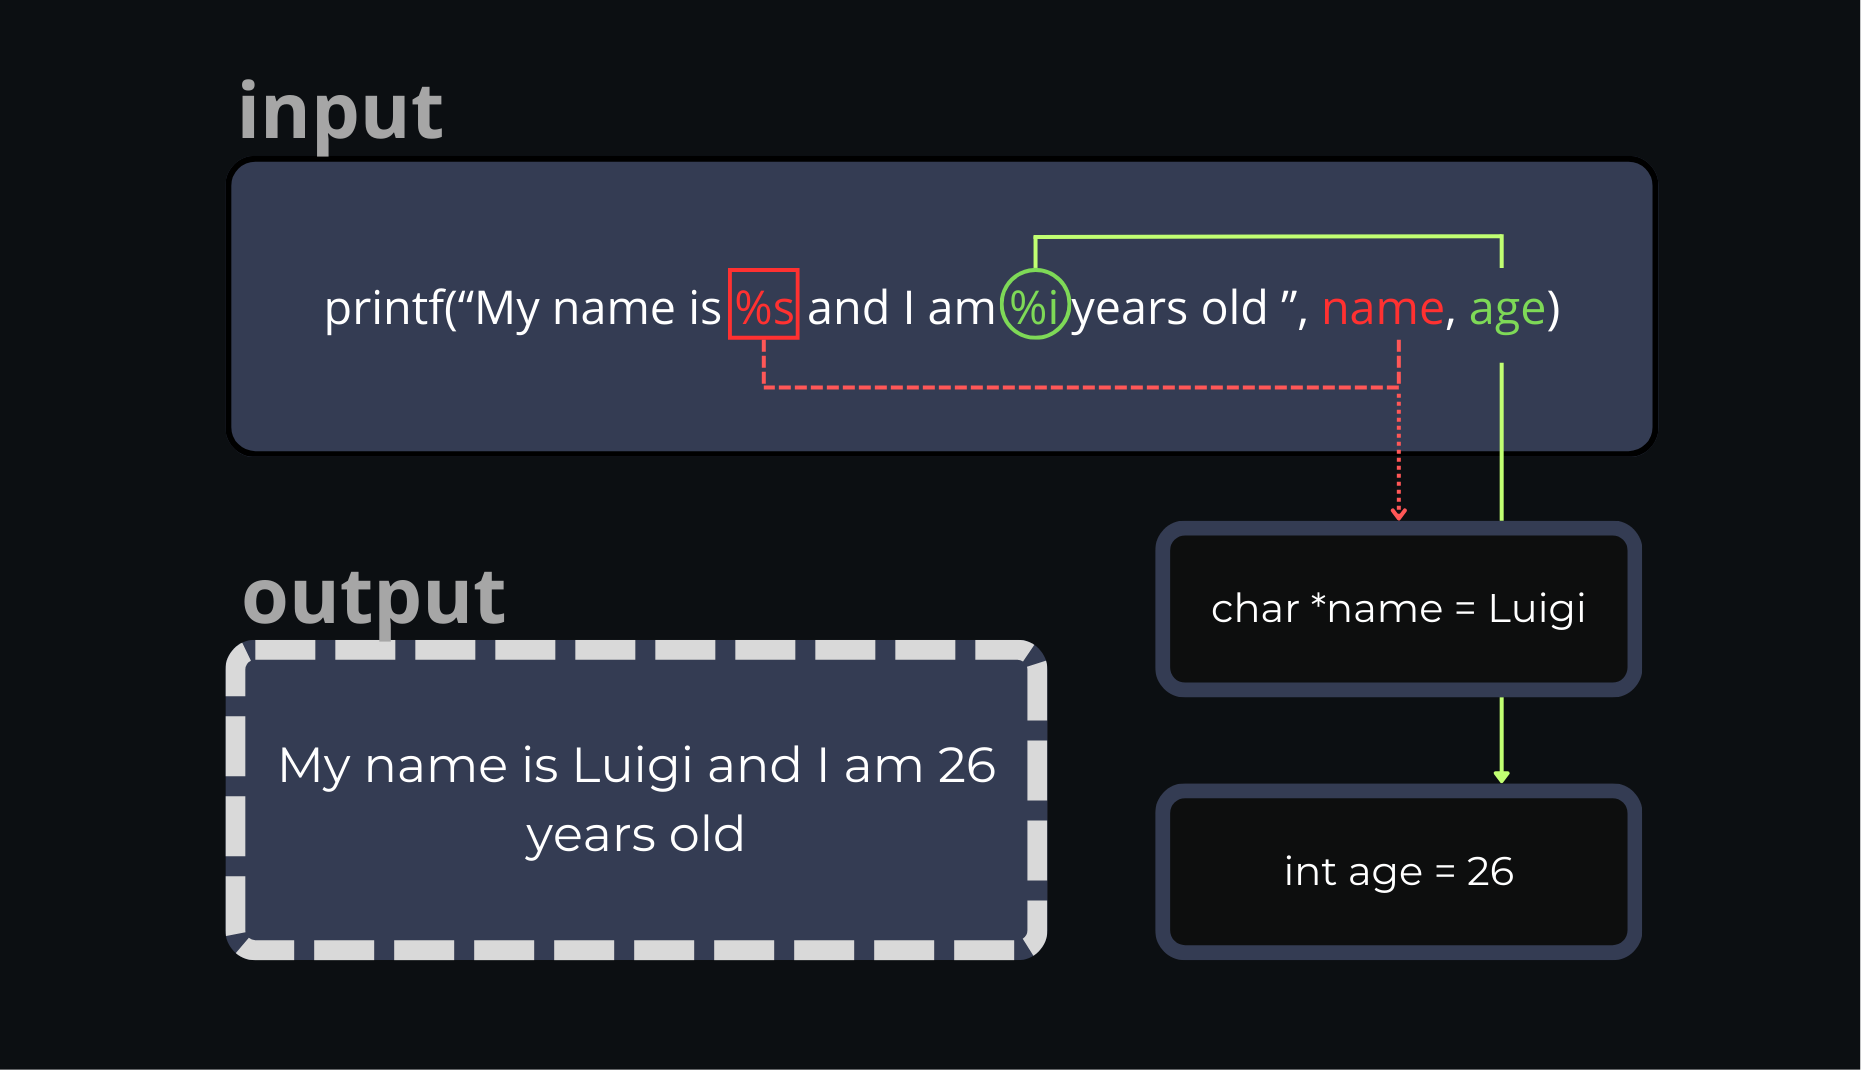 input
printf(“My name is %s and I am %i years old ”, name, age)
output
My name is Luigi and I am 26
years old
char *name = Luigi
int age = 26